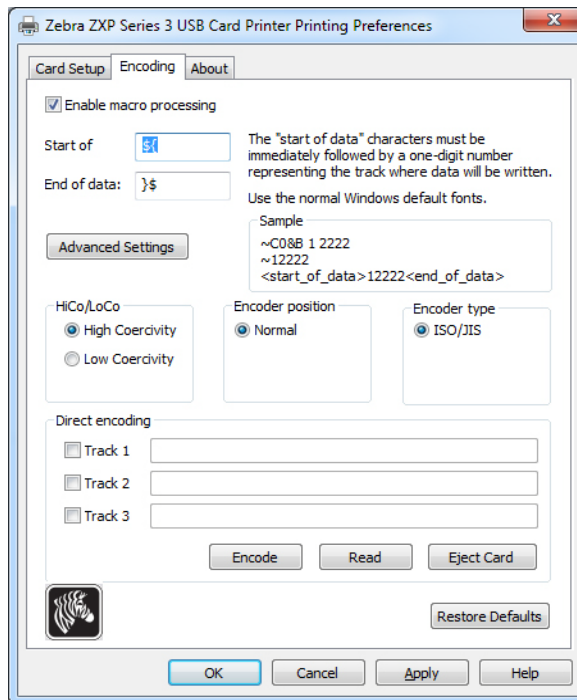 Zebra ZXP Series 3 USB Card Printer Printing Preferences
Card Setup Encoding About
Enable macro processing
Start of ${
End of data: }$
The "start of data" characters must be
immediately followed by a one-digit number
representing the track where data will be written.
Use the normal Windows default fonts.
Advanced Settings
Sample
~C0&B 1 2222
~12222
<start_of_data>12222<end_of_data>
HiCo/LoCo
High Coercivity
Low Coercivity
Encoder position
Normal
Encoder type
ISO/JIS
Direct encoding
Track 1
Track 2
Track 3
Encode Read Eject Card
Restore Defaults
OK Cancel Apply Help